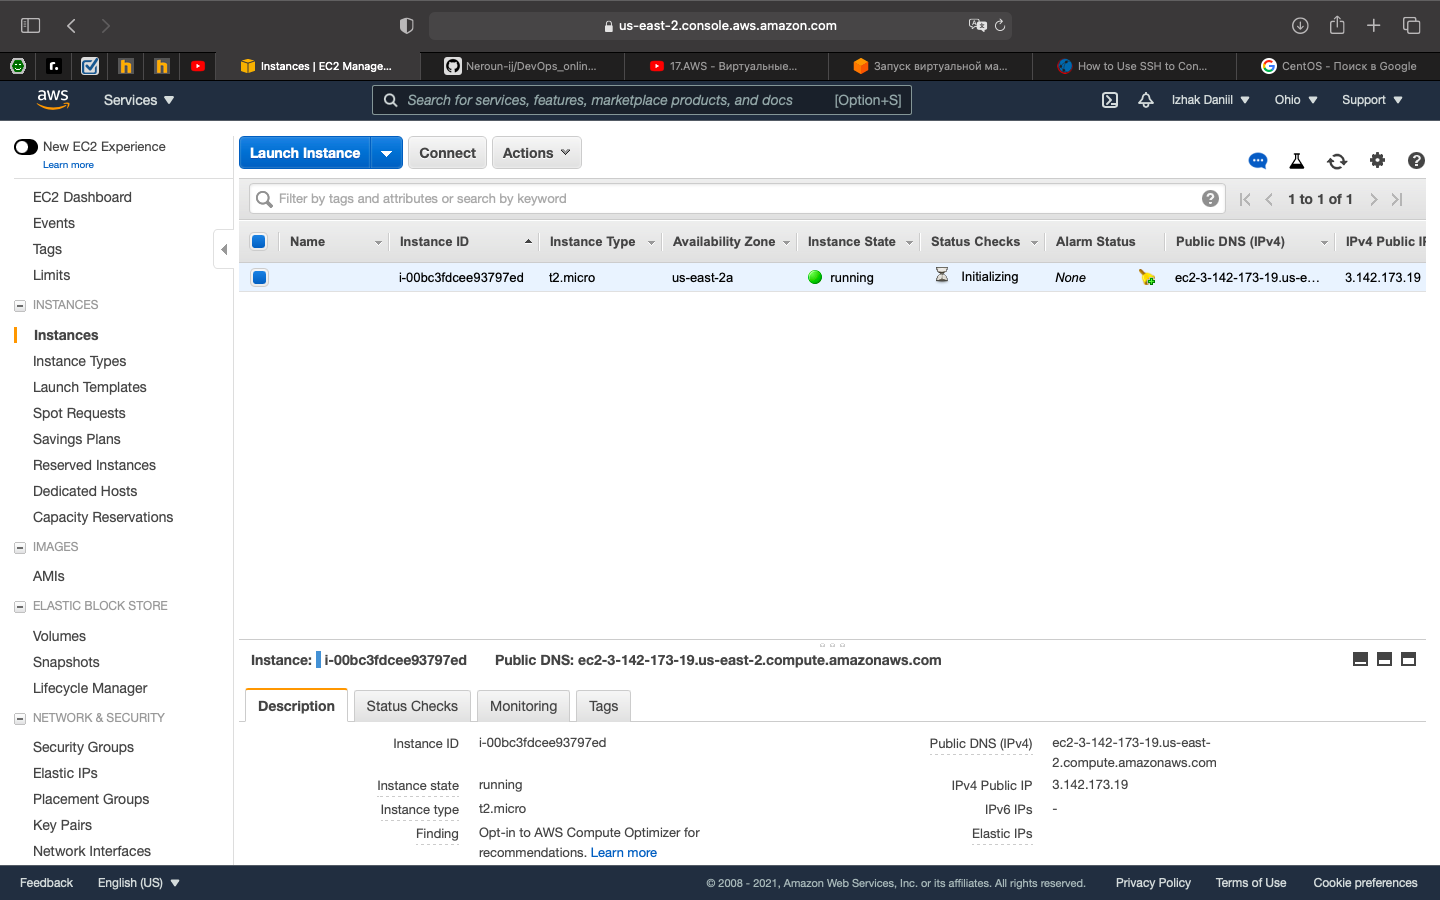 us-east-2.console.aws.amazon.com
Instances | EC2 Manage...
Neroun-ij/DevOps_onlin...
17.AWS - Виртуальные...
Запуск виртуальной ма...
How to Use SSH to Con...
CentOS - Поиск в Google
aws
Services
Search for services, features, marketplace products, and docs
[Option+S]
Izhak Daniil
Ohio
Support
New EC2 Experience
Learn more
EC2 Dashboard
Events
Tags
Limits
INSTANCES
Instances
Instance Types
Launch Templates
Spot Requests
Savings Plans
Reserved Instances
Dedicated Hosts
Capacity Reservations
IMAGES
AMIs
ELASTIC BLOCK STORE
Volumes
Snapshots
Lifecycle Manager
NETWORK & SECURITY
Security Groups
Elastic IPs
Placement Groups
Key Pairs
Network Interfaces
Launch Instance
Connect
Actions
Filter by tags and attributes or search by keyword
1 to 1 of 1
Name
Instance ID
Instance Type
Availability Zone
Instance State
Status Checks
Alarm Status
Public DNS (IPv4)
IPv4 Public IP
i-00bc3fdcee93797ed
t2.micro
us-east-2a
running
Initializing
None
ec2-3-142-173-19.us-e...
3.142.173.19
Instance: i-00bc3fdcee93797ed
Public DNS: ec2-3-142-173-19.us-east-2.compute.amazonaws.com
Description
Status Checks
Monitoring
Tags
Instance ID
i-00bc3fdcee93797ed
Instance state
running
Instance type
t2.micro
Finding
Opt-in to AWS Compute Optimizer for
recommendations. Learn more
Public DNS (IPv4)
ec2-3-142-173-19.us-east-
2.compute.amazonaws.com
IPv4 Public IP
3.142.173.19
IPv6 IPs
-
Elastic IPs
Feedback
English (US)
© 2008 - 2021, Amazon Web Services, Inc. or its affiliates. All rights reserved.
Privacy Policy
Terms of Use
Cookie preferences